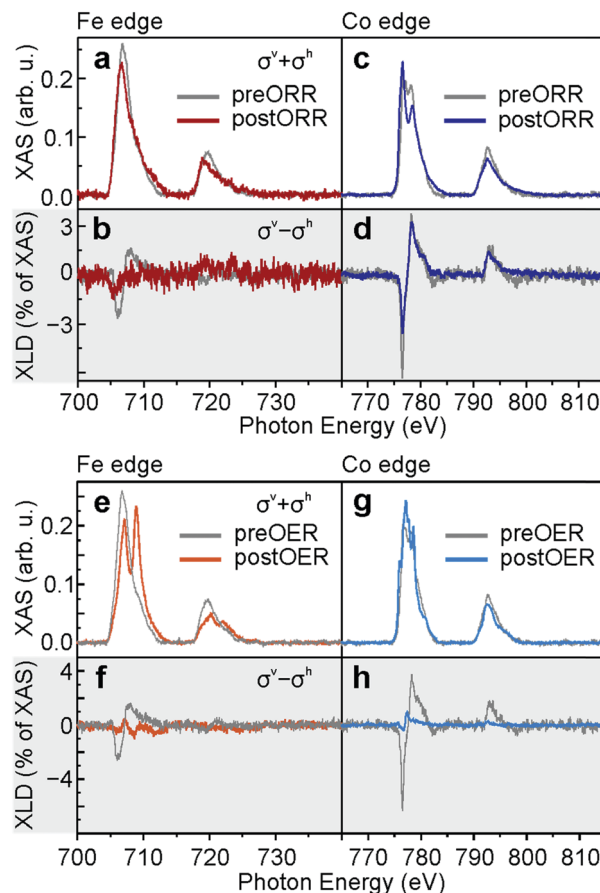 Fe edge
Co edge
a
σᵛ+σʰ
preORR
postORR
c
preORR
postORR
XAS (arb. u.)
0.2
0.1
0.0
b
σᵛ−σʰ
d
XLD (% of XAS)
3
0
−3
700 710 720 730
770 780 790 800 810
Photon Energy (eV)
Fe edge
Co edge
e
σᵛ+σʰ
preOER
postOER
g
preOER
postOER
XAS (arb. u.)
0.2
0.1
0.0
f
σᵛ−σʰ
h
XLD (% of XAS)
4
0
−4
700 710 720 730
770 780 790 800 810
Photon Energy (eV)